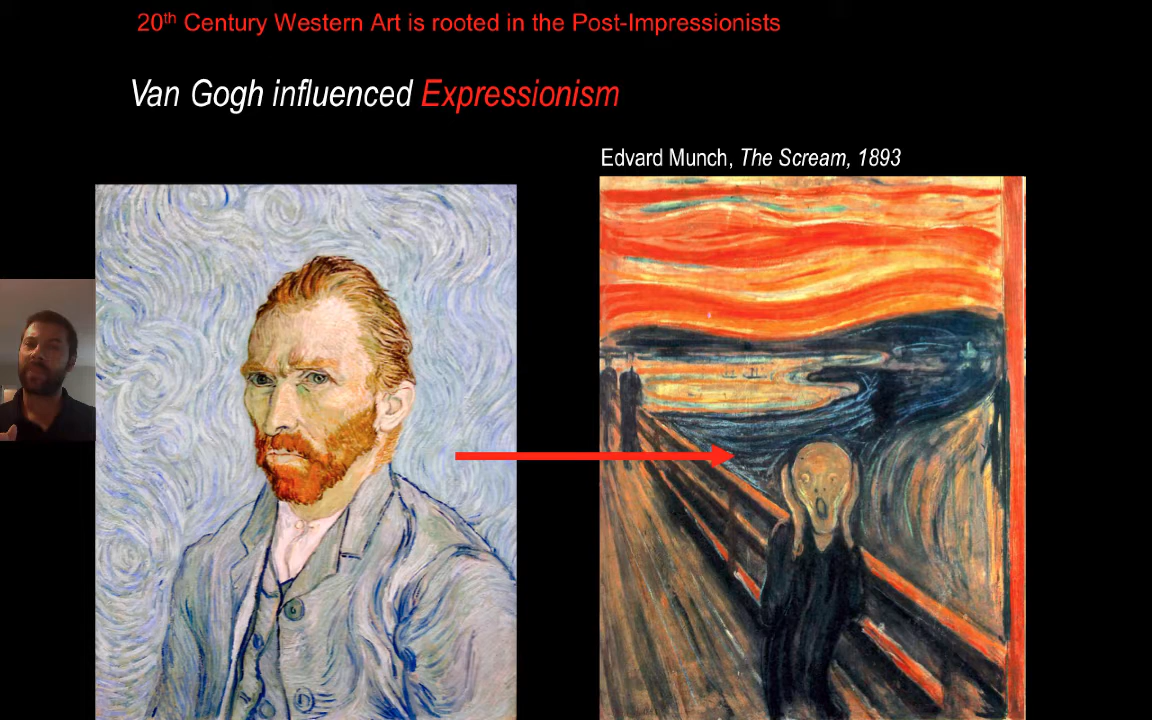 20th Century Western Art is rooted in the Post-Impressionists
Van Gogh influenced Expressionism
Edvard Munch, The Scream, 1893